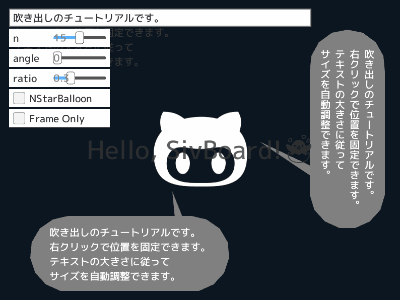 吹き出しのチュートリアルです。
n
15
angle
0
ratio
0.3
NStarBalloon
Frame Only
Hello, SivBoard!
吹き出しのチュートリアルです。
右クリックで位置を固定できます。
テキストの大きさに従って
サイズを自動調整できます。
吹き出しのチュートリアルです。
右クリックで位置を固定できます。
テキストの大きさに従って
サイズを自動調整できます。